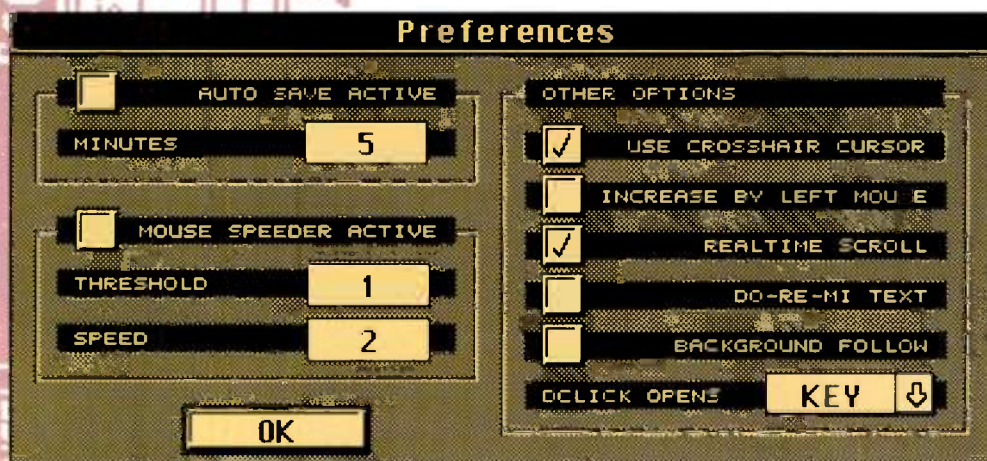 Preferences
AUTO SAVE ACTIVE
MINUTES 5
MOUSE SPEEDER ACTIVE
THRESHOLD 1
SPEED 2
OK
OTHER OPTIONS
USE CROSSHAIR CURSOR
INCREASE BY LEFT MOUSE
REALTIME SCROLL
DO-RE-MI TEXT
BACKGROUND FOLLOW
DCLICK OPENS KEY